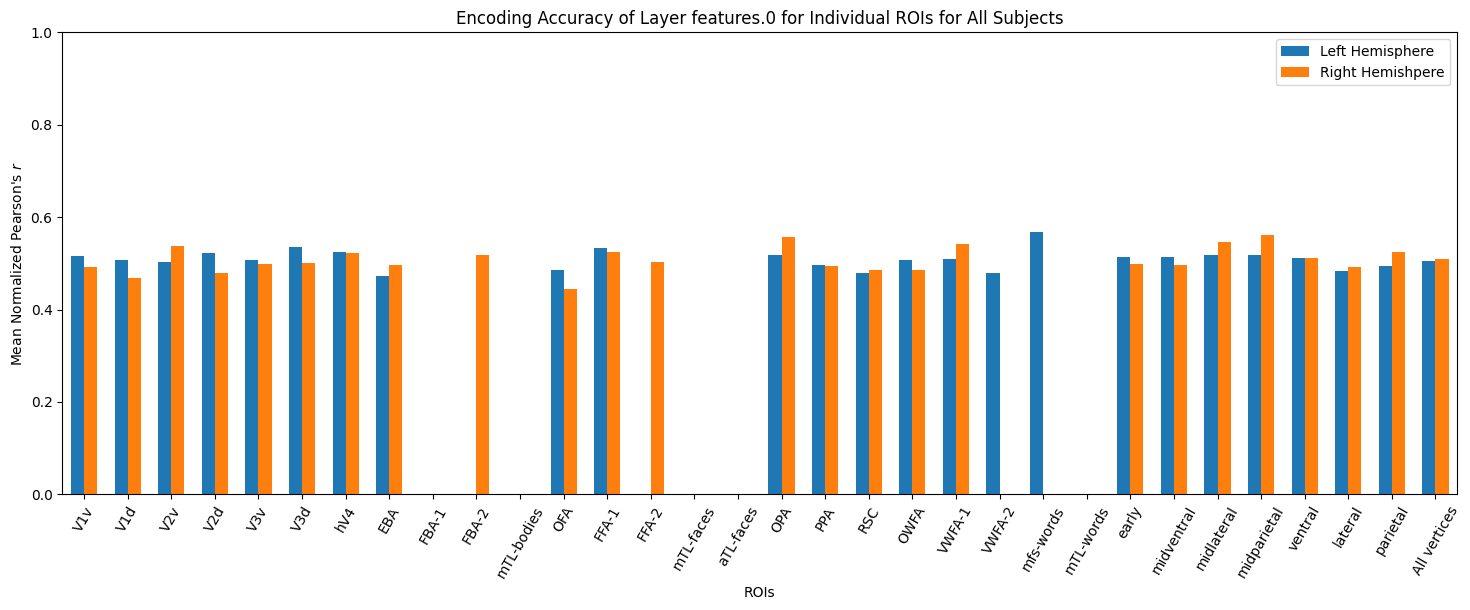 Encoding Accuracy of Layer features.0 for Individual ROIs for All Subjects
Left Hemisphere
Right Hemishpere
Mean Normalized Pearson's r
1.0
0.8
0.6
0.4
0.2
0.0
V1v
V1d
V2v
V2d
V3v
V3d
hV4
EBA
FBA-1
FBA-2
mTL-bodies
OFA
FFA-1
FFA-2
mTL-faces
aTL-faces
OPA
PPA
RSC
OWFA
VWFA-1
VWFA-2
mfs-words
mTL-words
early
midventral
midlateral
midparietal
ventral
lateral
parietal
All vertices
ROIs